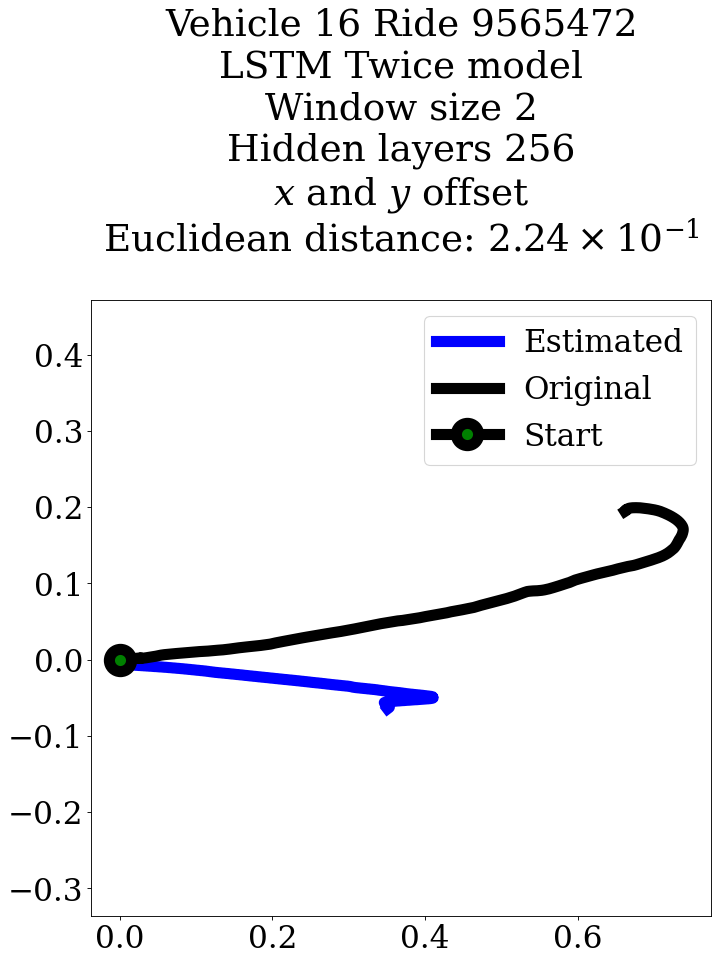 Vehicle 16 Ride 9565472
LSTM Twice model
Window size 2
Hidden layers 256
x and y offset
Euclidean distance: 2.24 × 10⁻¹
Estimated
Original
Start
0.4
0.3
0.2
0.1
0.0
−0.1
−0.2
−0.3
0.0 0.2 0.4 0.6